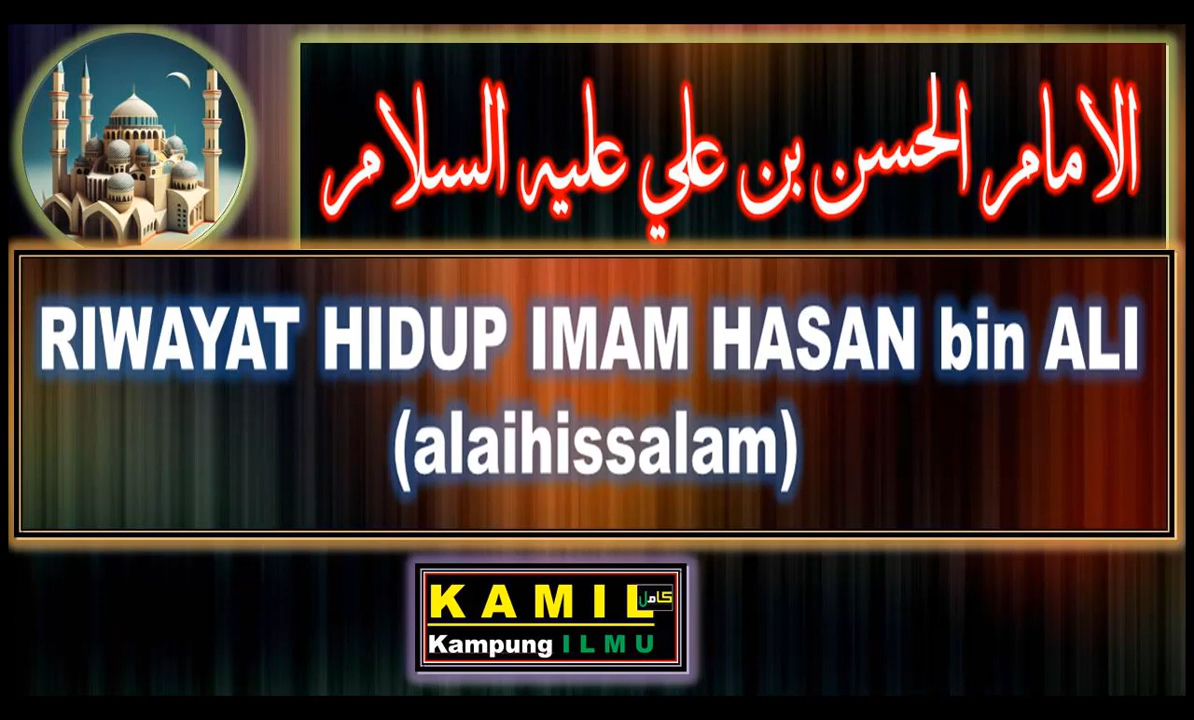 الامام الحسن بن علي عليه السلام
RIWAYAT HIDUP IMAM HASAN bin ALI
(alaihissalam)
KAMIL كامل
Kampung ILMU